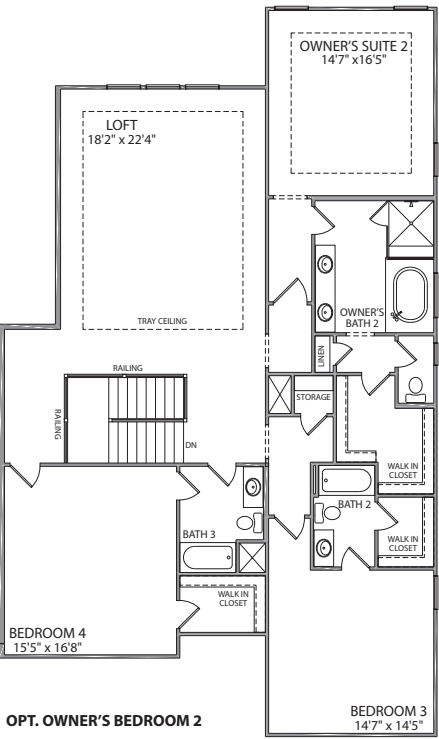 OWNER'S SUITE 2
14'7" x16'5"
LOFT
18'2" x 22'4"
TRAY CEILING
OWNER'S
BATH 2
LINEN
RAILING
RAILING
STORAGE
DN
WALK IN
CLOSET
BATH 2
BATH 3
WALK IN
CLOSET
WALK IN
CLOSET
BEDROOM 4
15'5" x 16'8"
BEDROOM 3
14'7" x 14'5"
OPT. OWNER'S BEDROOM 2